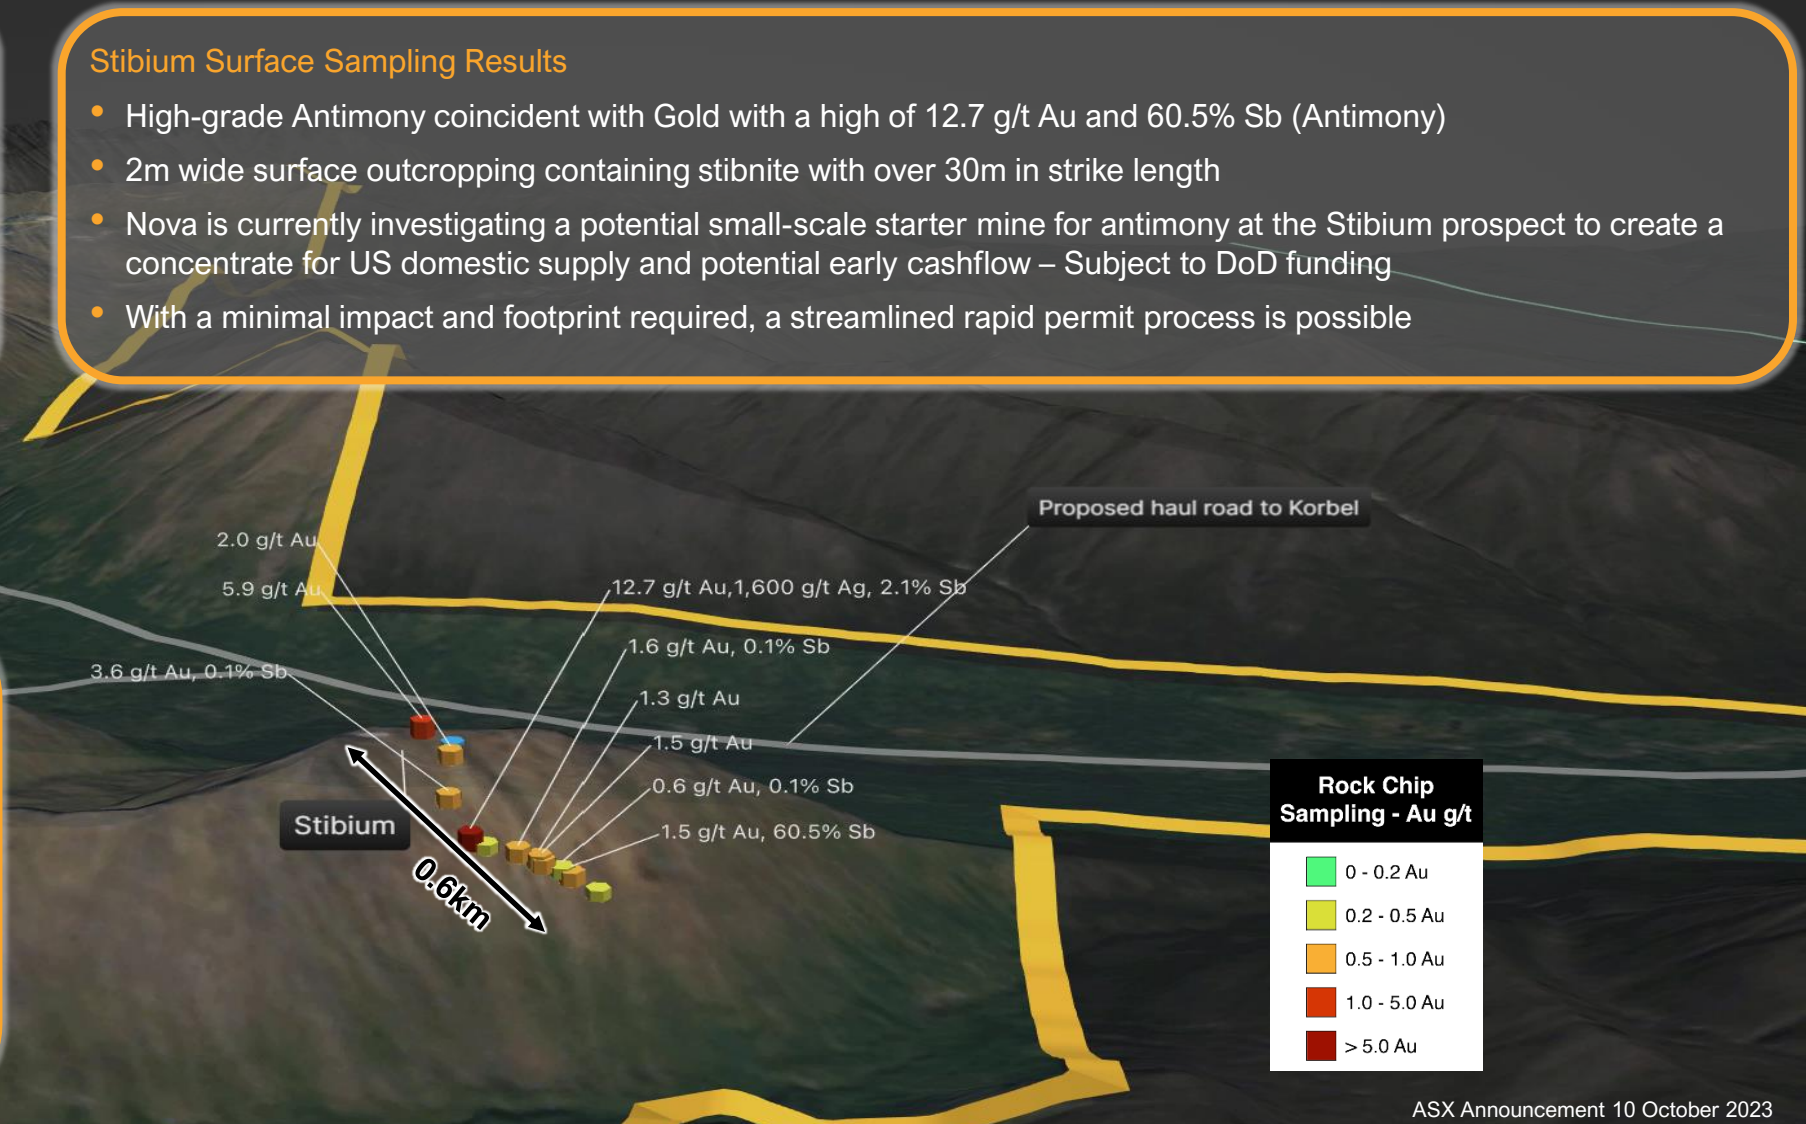 Stibium Surface Sampling Results
• High-grade Antimony coincident with Gold with a high of 12.7 g/t Au and 60.5% Sb (Antimony)
• 2m wide surface outcropping containing stibnite with over 30m in strike length
• Nova is currently investigating a potential small-scale starter mine for antimony at the Stibium prospect to create a
concentrate for US domestic supply and potential early cashflow – Subject to DoD funding
• With a minimal impact and footprint required, a streamlined rapid permit process is possible
Proposed haul road to Korbel
2.0 g/t Au
5.9 g/t Au
3.6 g/t Au, 0.1% Sb
12.7 g/t Au,1,600 g/t Ag, 2.1% Sb
1.6 g/t Au, 0.1% Sb
1.3 g/t Au
1.5 g/t Au
0.6 g/t Au, 0.1% Sb
1.5 g/t Au, 60.5% Sb
Stibium
0.6km
Rock Chip
Sampling - Au g/t
0 - 0.2 Au
0.2 - 0.5 Au
0.5 - 1.0 Au
1.0 - 5.0 Au
> 5.0 Au
ASX Announcement 10 October 2023